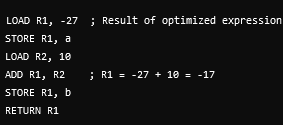 LOAD R1, -27  ; Result of optimized expression
STORE R1, a
LOAD R2, 10
ADD R1, R2    ; R1 = -27 + 10 = -17
STORE R1, b
RETURN R1